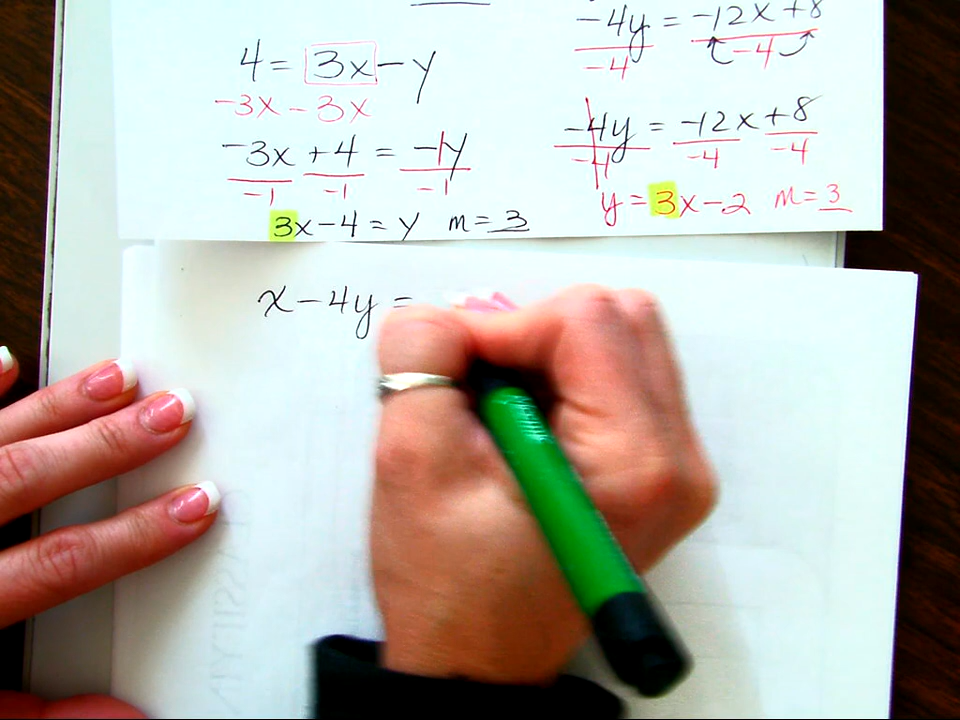 4 = 3x - y
-3x - 3x
-3x + 4 = -1y
-1 -1 -1
3x - 4 = y m = 3
-4y = -12x + 8
-4 -4
-4y = -12x + 8
-4 -4 -4
y = 3x - 2 m = 3
x - 4y =